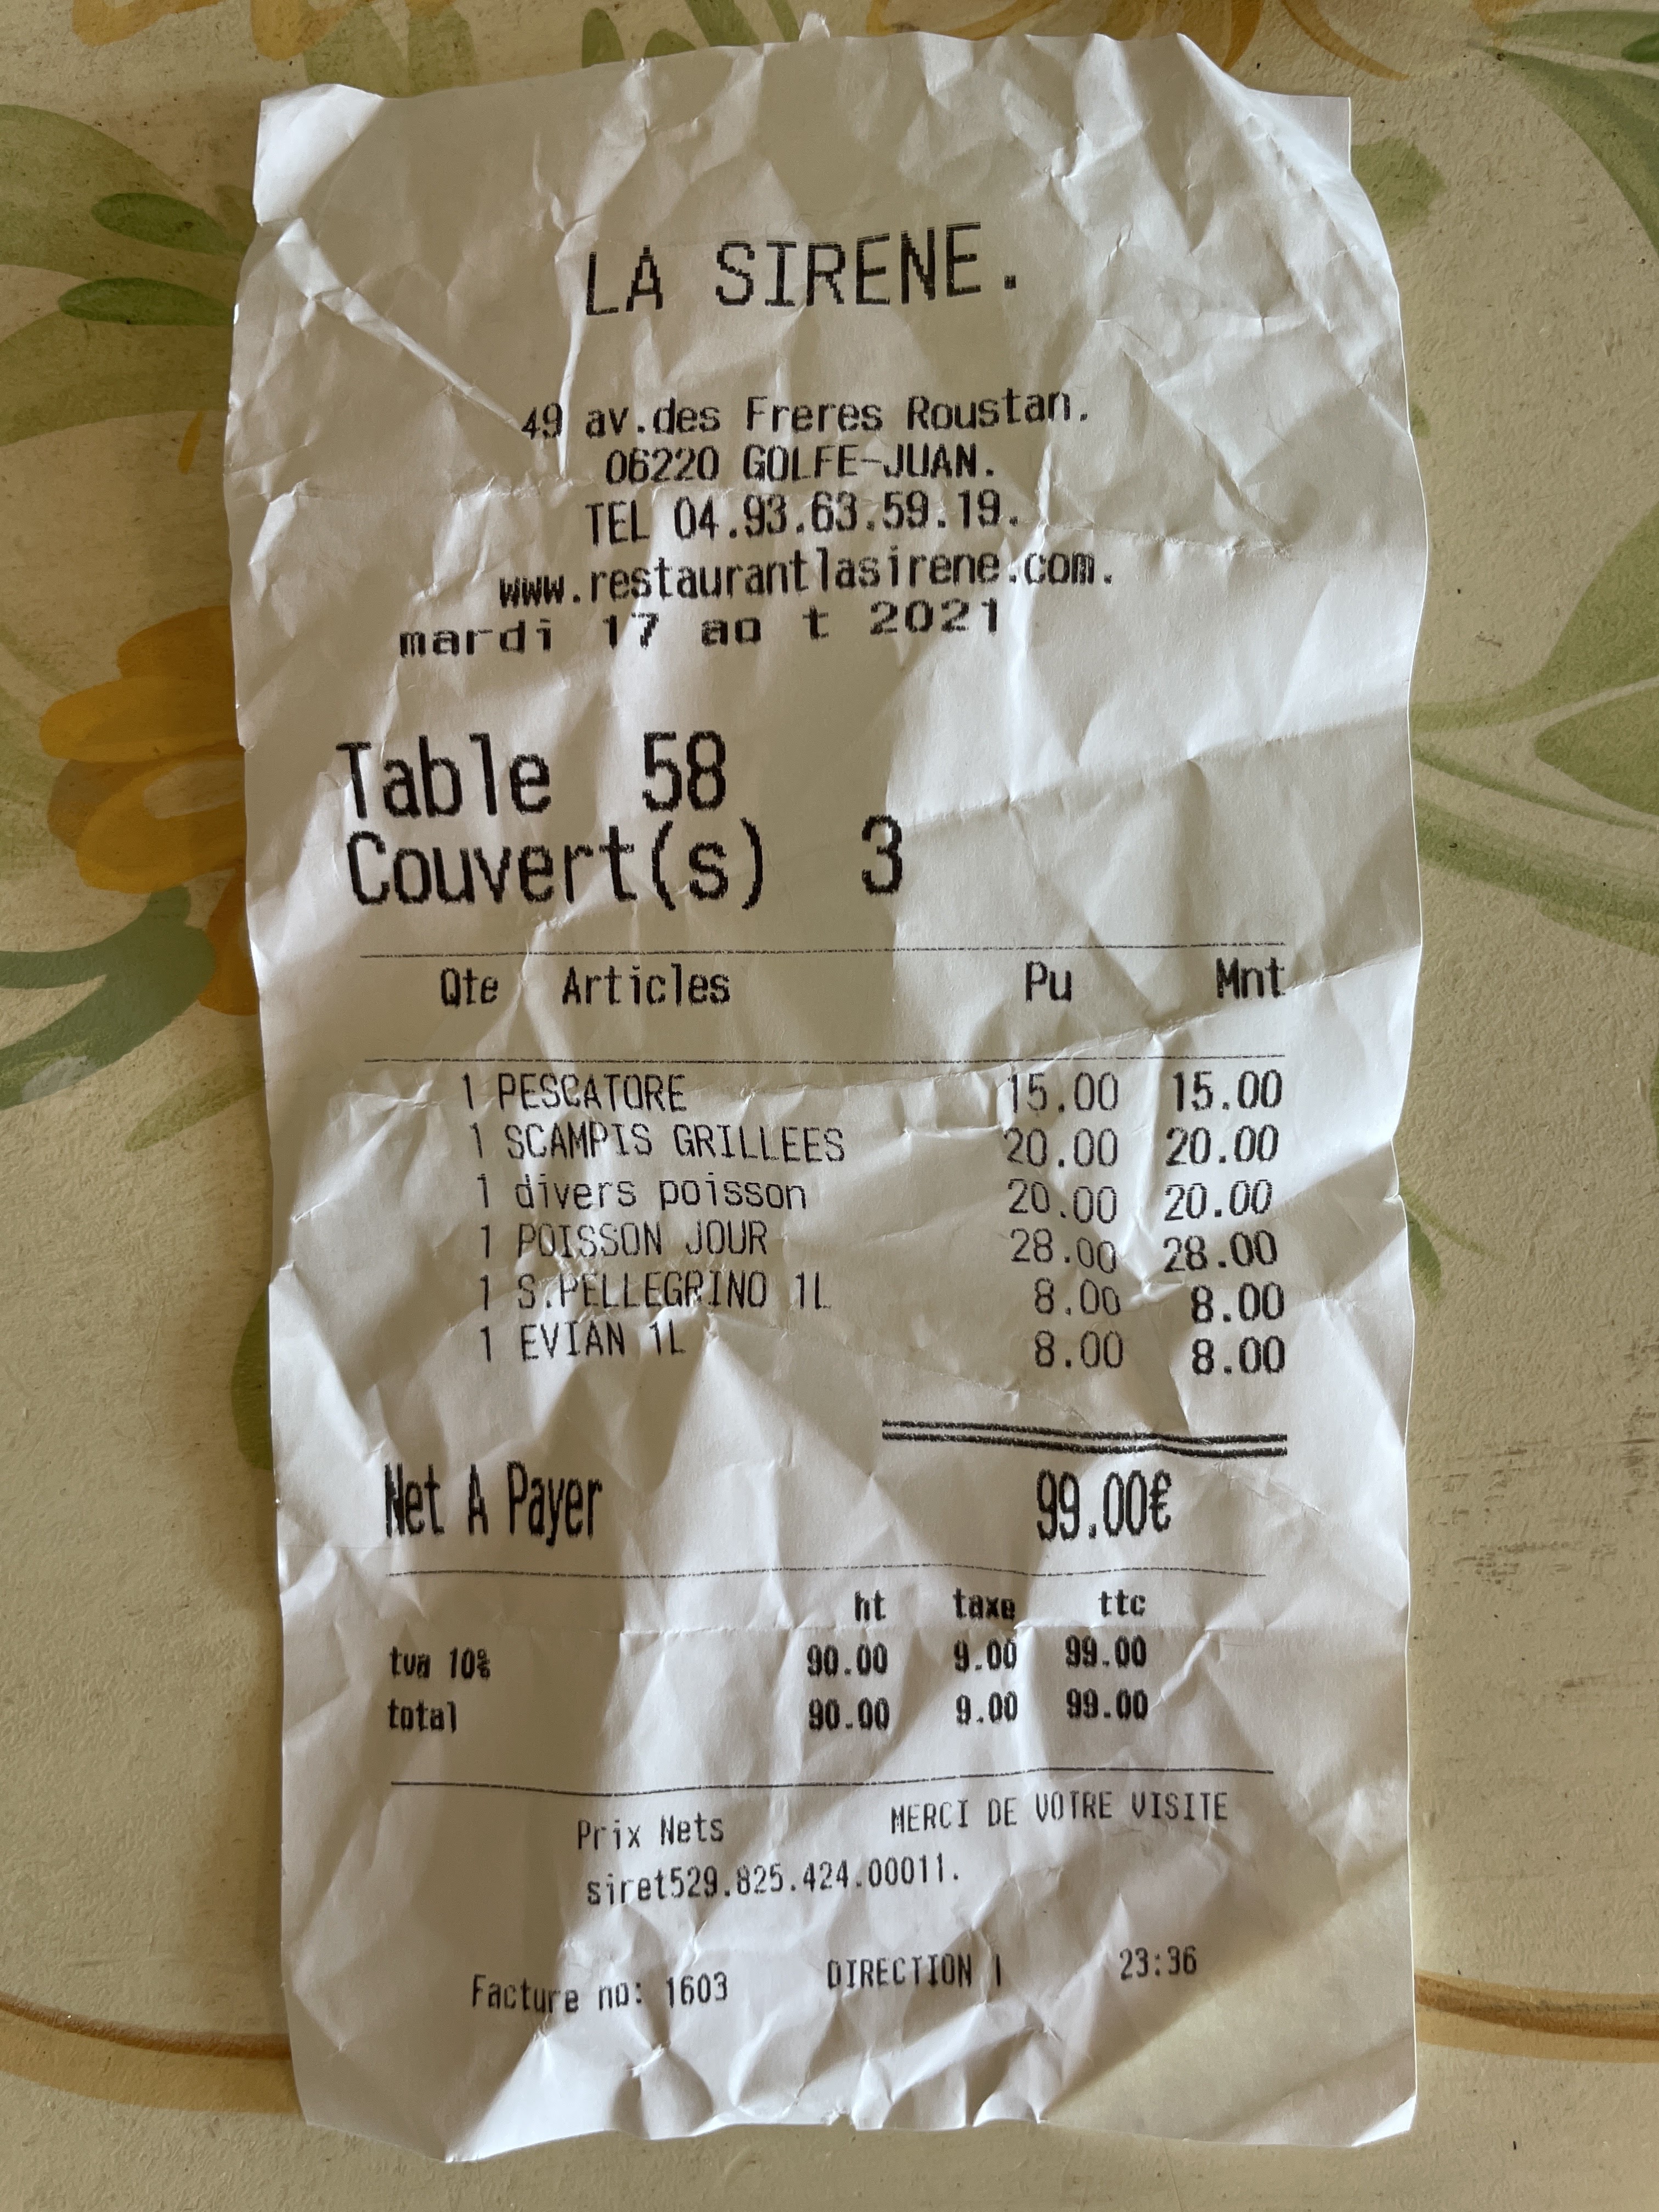 LA SIRENE.
49 av.des Freres Roustan.
06220 GOLFE-JUAN.
TEL 04.93.63.59.19.
www.restaurantlasirene.com.
mardi 17 ao t 2021
Table 58
Couvert(s) 3
Qte Articles Pu Mnt
1 PESCATORE 15.00 15.00
1 SCAMPIS GRILLEES 20.00 20.00
1 divers poisson 20.00 20.00
1 POISSON JOUR 28.00 28.00
1 S.PELLEGRINO 1L 8.00 8.00
1 EVIAN 1L 8.00 8.00
Net A Payer 99.00€
ht taxe ttc
tva 10% 90.00 9.00 99.00
total 90.00 9.00 99.00
Prix Nets MERCI DE VOTRE VISITE
siret529.825.424.00011.
Facture no: 1603 DIRECTION | 23:36